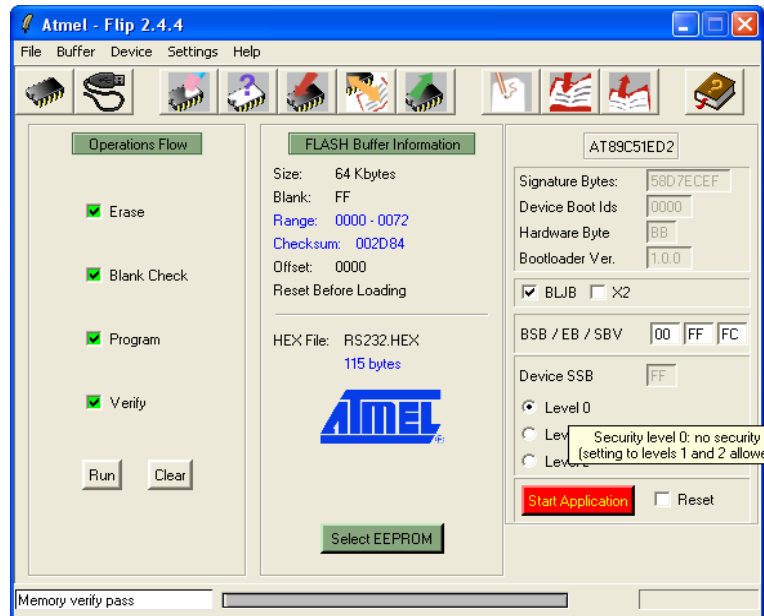 Atmel - Flip 2.4.4
File Buffer Device Settings Help
Operations Flow
Erase
Blank Check
Program
Verify
Run Clear
FLASH Buffer Information
Size: 64 Kbytes
Blank: FF
Range: 0000 - 0072
Checksum: 002D84
Offset: 0000
Reset Before Loading
HEX File: RS232.HEX
115 bytes
ATMEL
Select EEPROM
AT89C51ED2
Signature Bytes: 58D7ECEF
Device Boot Ids 0000
Hardware Byte BB
Bootloader Ver. 1.0.0
BLJB X2
BSB / EB / SBV 00 FF FC
Device SSB FF
Level 0
Lev
Security level 0: no security
(setting to levels 1 and 2 allowe
Start Application Reset
Memory verify pass